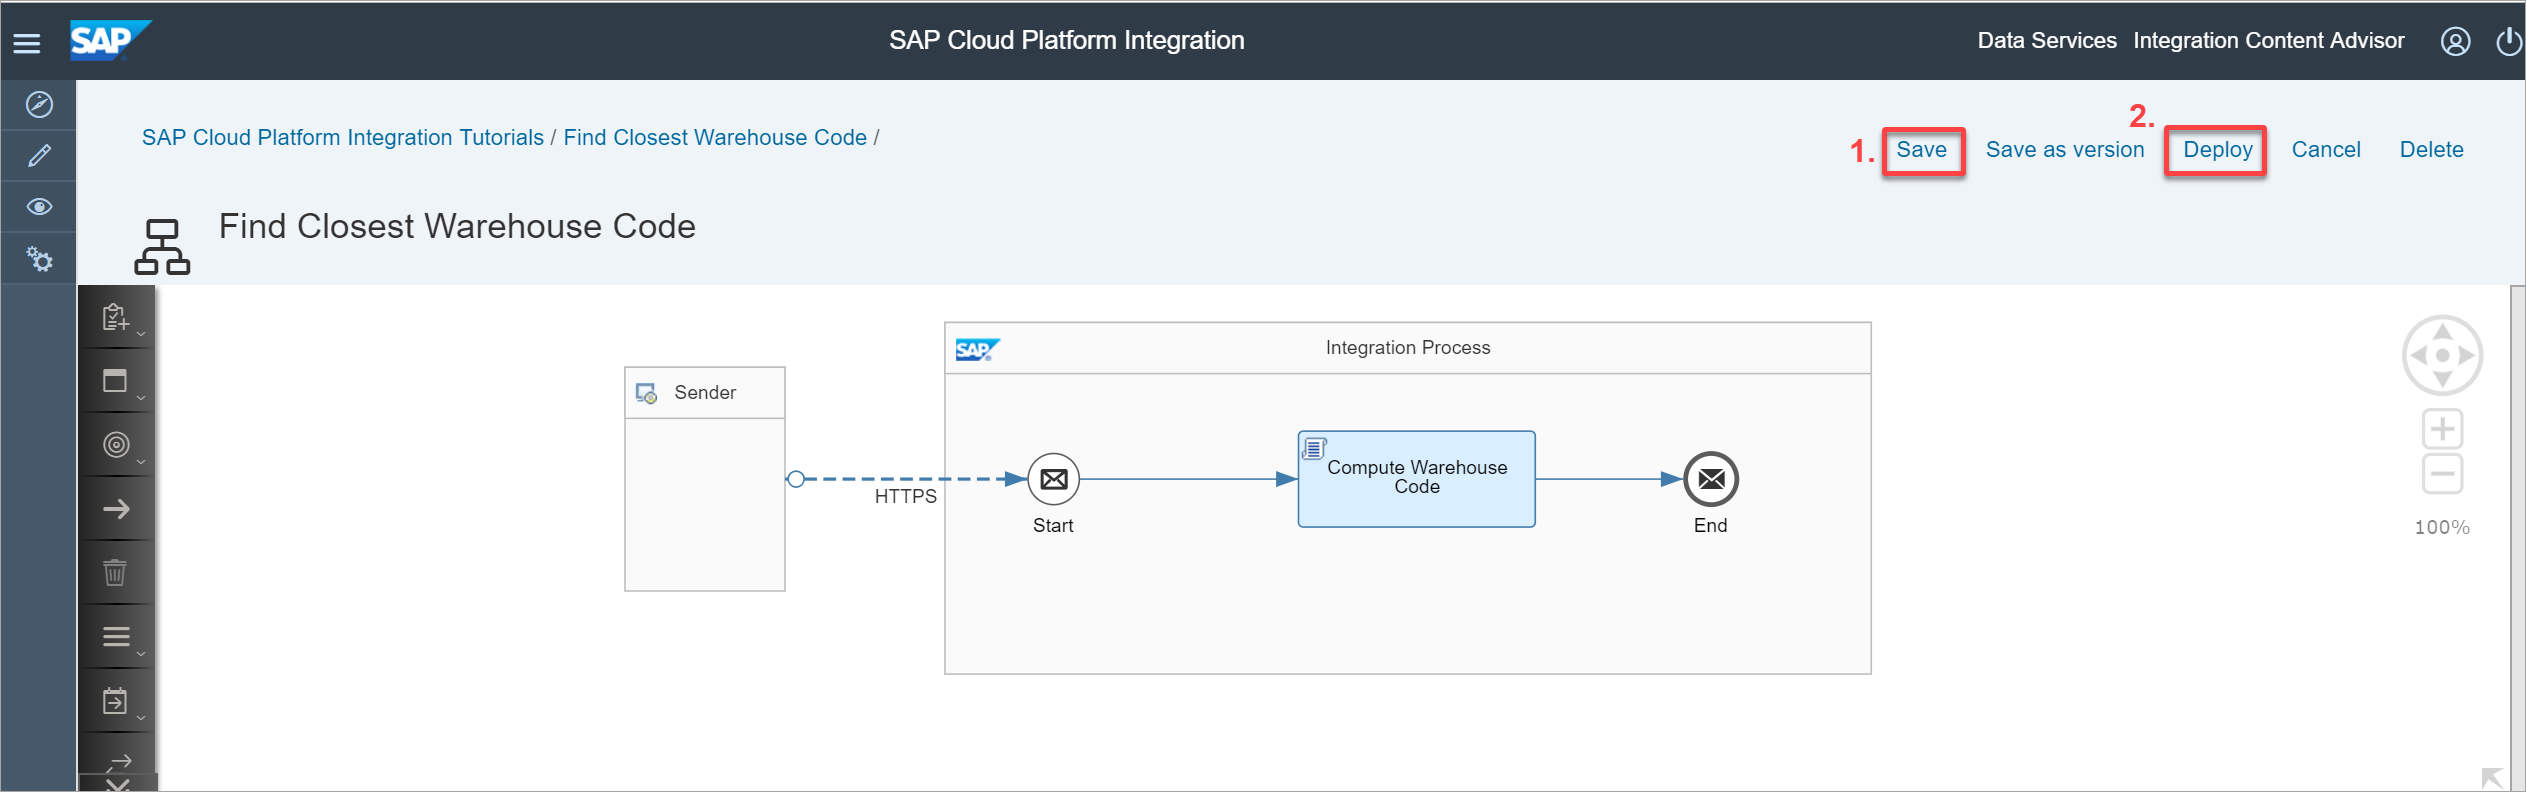 SAP
SAP Cloud Platform Integration
Data Services Integration Content Advisor
SAP Cloud Platform Integration Tutorials / Find Closest Warehouse Code /
1. Save Save as version 2. Deploy Cancel Delete
Find Closest Warehouse Code
SAP Integration Process
Sender
Compute Warehouse
Code
HTTPS
Start
End
100%